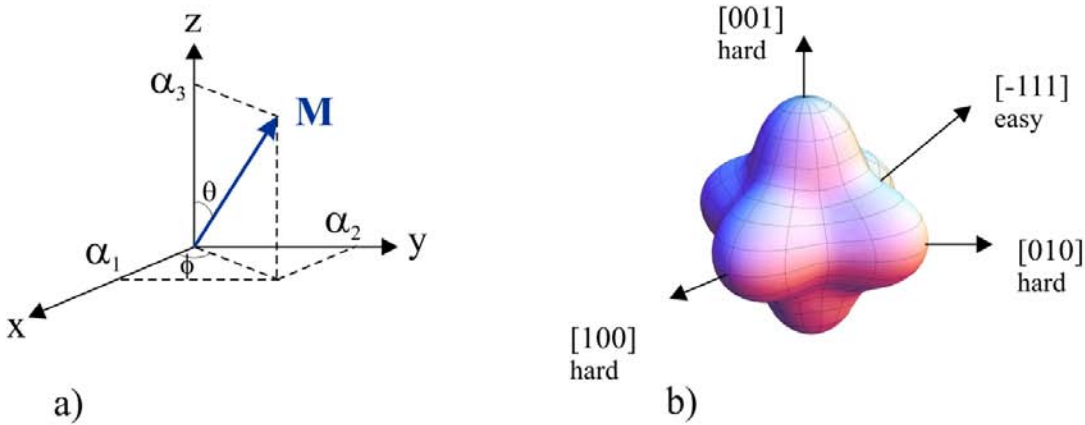 z
α3
M
θ
α2
y
α1
ϕ
x
a)
[001]
hard
[-111]
easy
[010]
hard
[100]
hard
b)